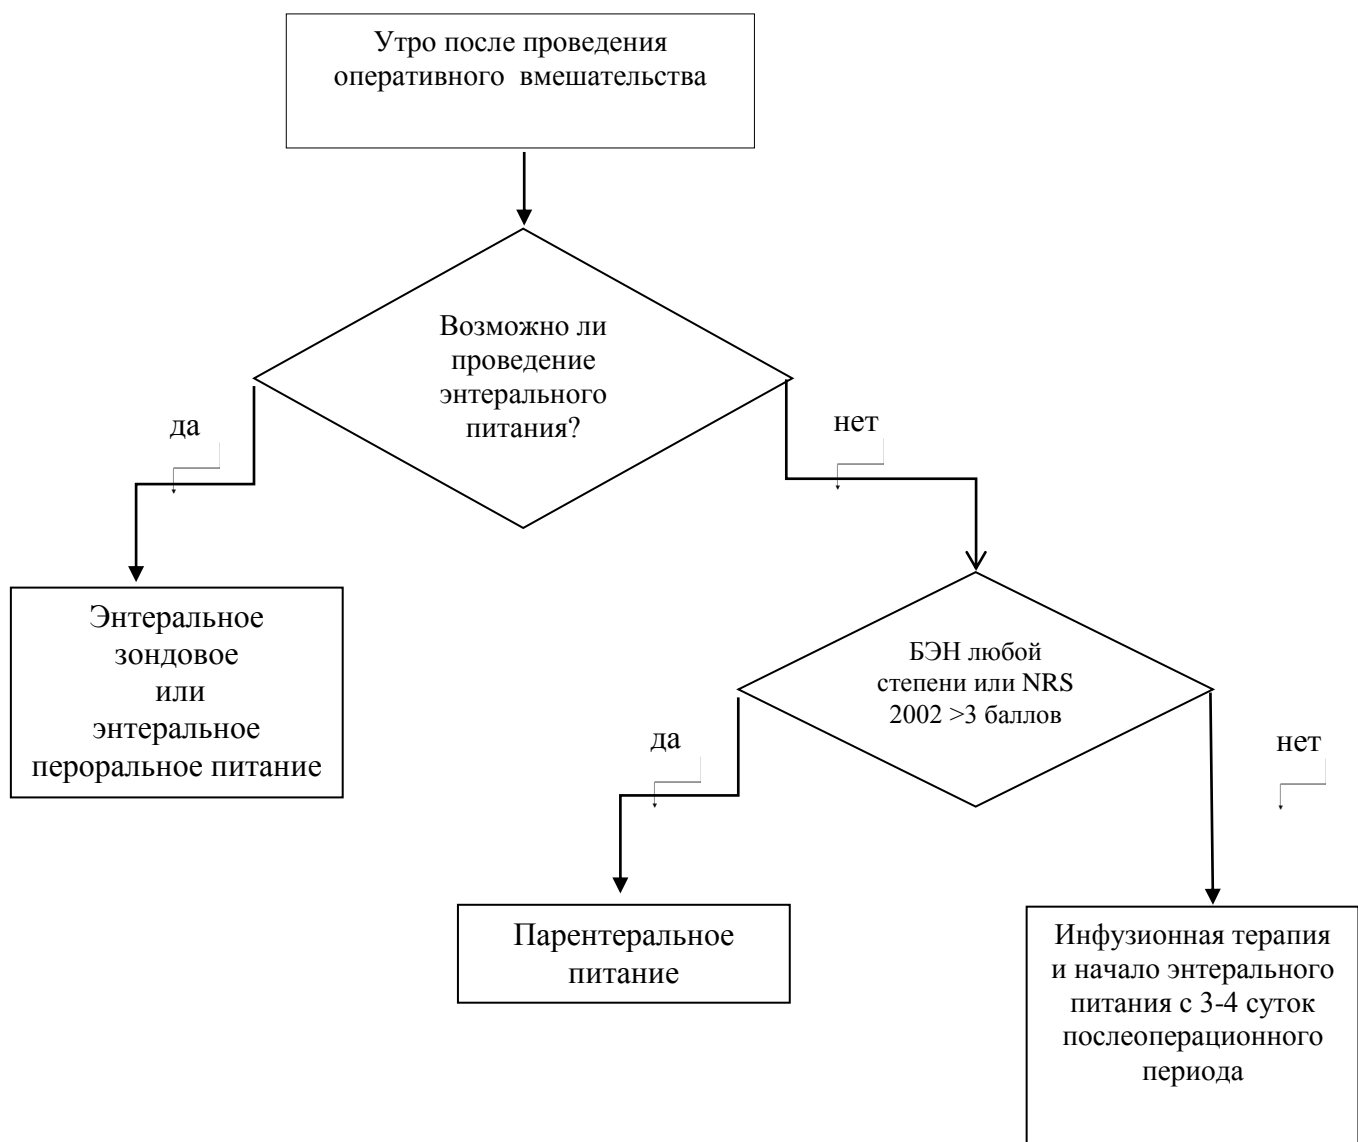 Утро после проведения
оперативного вмешательства
Возможно ли
проведение
энтерального
питания?
да
нет
Энтеральное
зондовое
или
энтеральное
пероральное питание
БЭН любой
степени или NRS
2002 >3 баллов
да
нет
Парентеральное
питание
Инфузионная терапия
и начало энтерального
питания с 3-4 суток
послеоперационного
периода